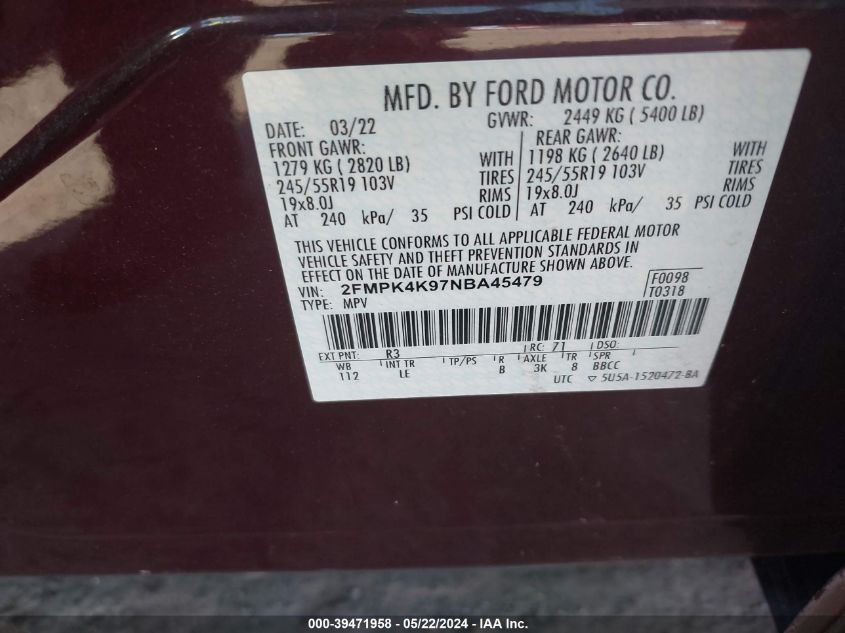 MFD. BY FORD MOTOR CO.
DATE: 03/22 GVWR: 2449 KG ( 5400 LB)
FRONT GAWR: REAR GAWR:
1279 KG ( 2820 LB) WITH 1198 KG ( 2640 LB) WITH
245/55R19 103V TIRES 245/55R19 103V TIRES
19x8.0J RIMS 19x8.0J RIMS
AT 240 kPa/ 35 PSI COLD AT 240 kPa/ 35 PSI COLD
THIS VEHICLE CONFORMS TO ALL APPLICABLE FEDERAL MOTOR
VEHICLE SAFETY AND THEFT PREVENTION STANDARDS IN
EFFECT ON THE DATE OF MANUFACTURE SHOWN ABOVE.
VIN: 2FMPK4K97NBA45479 F0098
TYPE: MPV T0318
EXT PNT: R3 RC: 71 DSO:
WB INT TR TP/PS R AXLE TR SPR
112 LE B 3K 8 BBCC
UTC ▽ 5U5A-1520472-BA
000-39471958 - 05/22/2024 - IAA Inc.